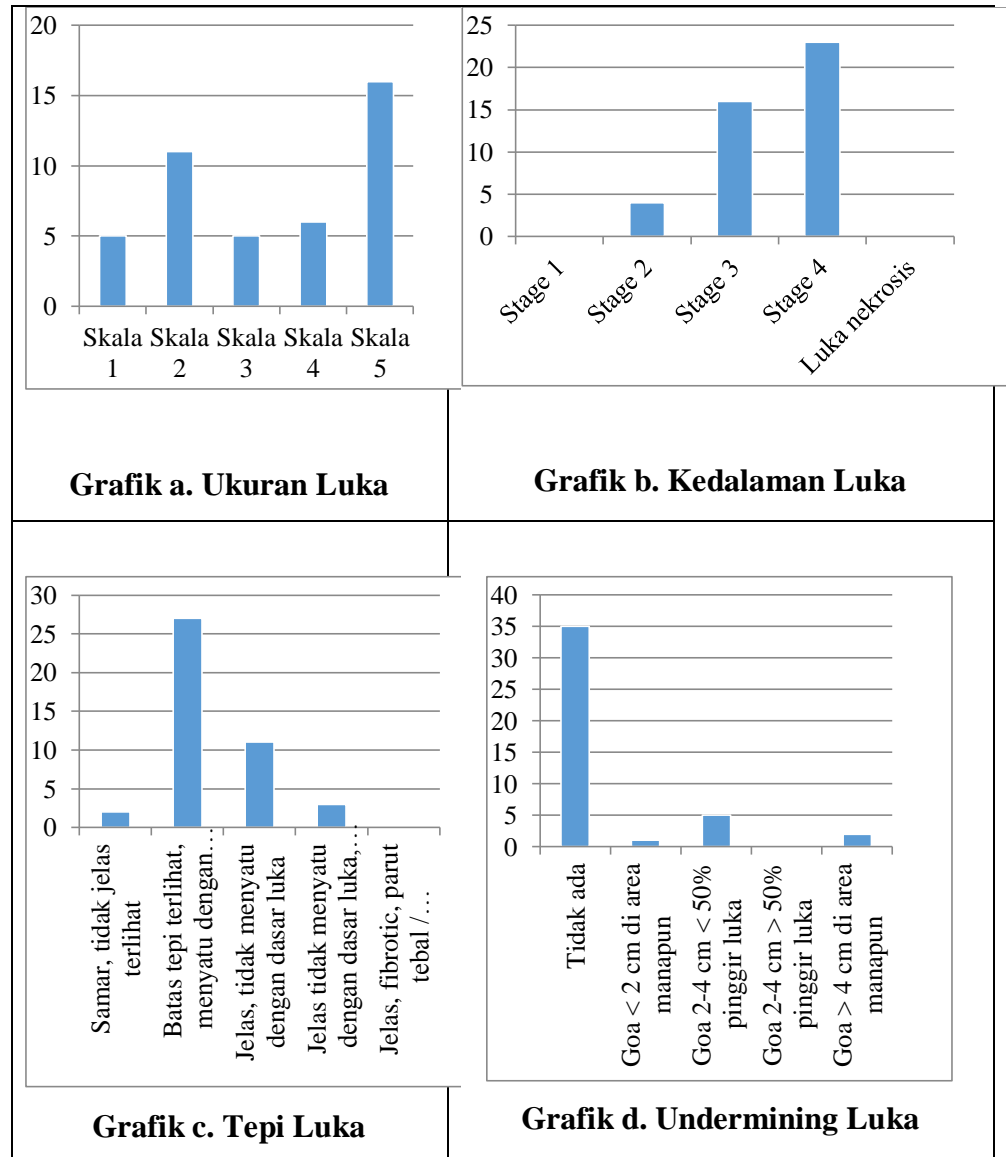 20
15
10
5
0
Skala
1
Skala
2
Skala
3
Skala
4
Skala
5
Grafik a. Ukuran Luka
25
20
15
10
5
0
Stage 1
Stage 2
Stage 3
Stage 4
Luka nekrosis
Grafik b. Kedalaman Luka
30
25
20
15
10
5
0
Samar, tidak jelas
terlihat
Batas tepi terlihat,
menyatu dengan…
Jelas, tidak menyatu
dengan dasar luka
Jelas tidak menyatu
dengan dasar luka,…
Jelas, fibrotic, parut
tebal /…
Grafik c. Tepi Luka
40
35
30
25
20
15
10
5
0
Tidak ada
Goa < 2 cm di area
manapun
Goa 2-4 cm < 50%
pinggir luka
Goa 2-4 cm > 50%
pinggir luka
Goa > 4 cm di area
manapun
Grafik d. Undermining Luka